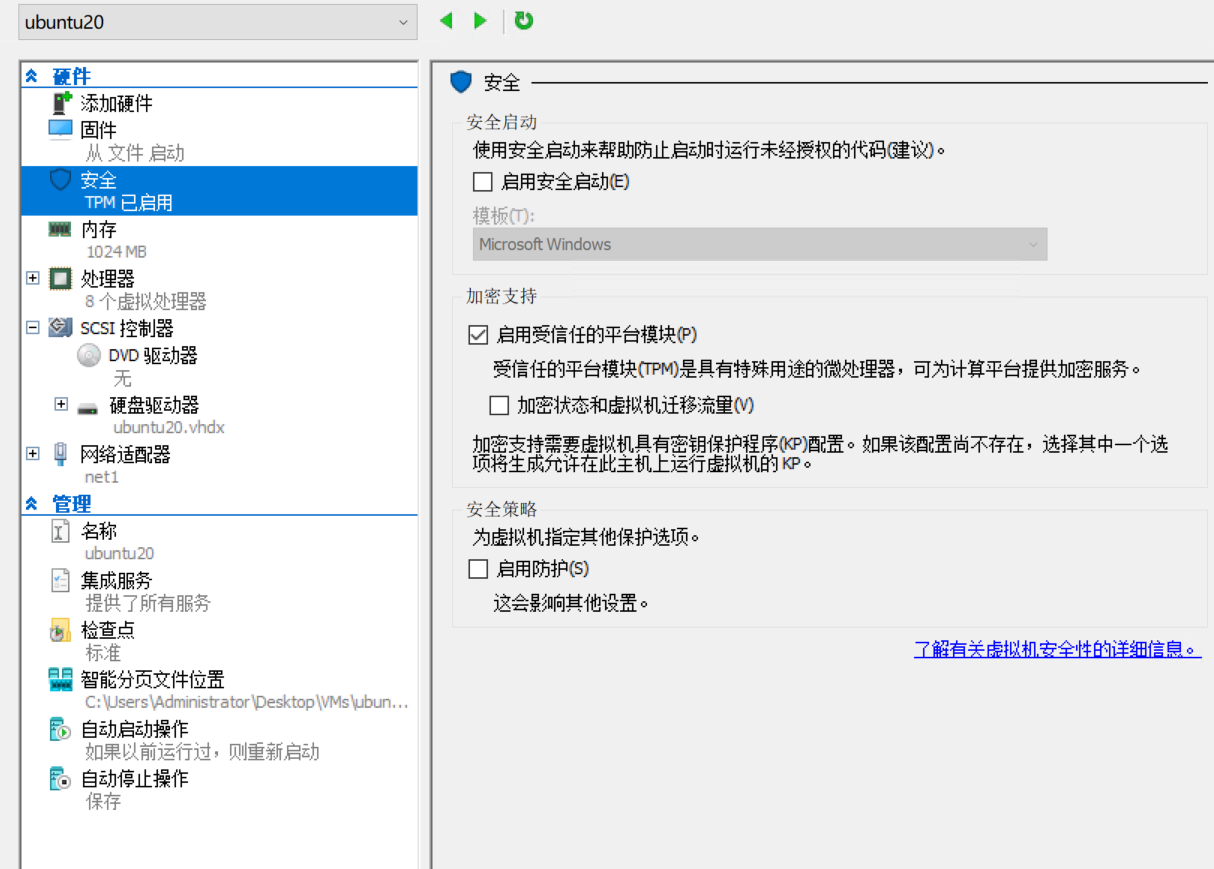 ubuntu20
硬件
添加硬件
固件
从 文件 启动
安全
TPM 已启用
内存
1024 MB
处理器
8 个虚拟处理器
SCSI 控制器
DVD 驱动器
无
硬盘驱动器
ubuntu20.vhdx
网络适配器
net1
管理
名称
ubuntu20
集成服务
提供了所有服务
检查点
标准
智能分页文件位置
C:\Users\Administrator\Desktop\VMs\ubun...
自动启动操作
如果以前运行过，则重新启动
自动停止操作
保存
安全
安全启动
使用安全启动来帮助防止启动时运行未经授权的代码(建议)。
启用安全启动(E)
模板(T):
Microsoft Windows
加密支持
启用受信任的平台模块(P)
受信任的平台模块(TPM)是具有特殊用途的微处理器，可为计算平台提供加密服务。
加密状态和虚拟机迁移流量(V)
加密支持需要虚拟机具有密钥保护程序(KP)配置。如果该配置尚不存在，选择其中一个选
项将生成允许在此主机上运行虚拟机的 KP。
安全策略
为虚拟机指定其他保护选项。
启用防护(S)
这会影响其他设置。
了解有关虚拟机安全性的详细信息。